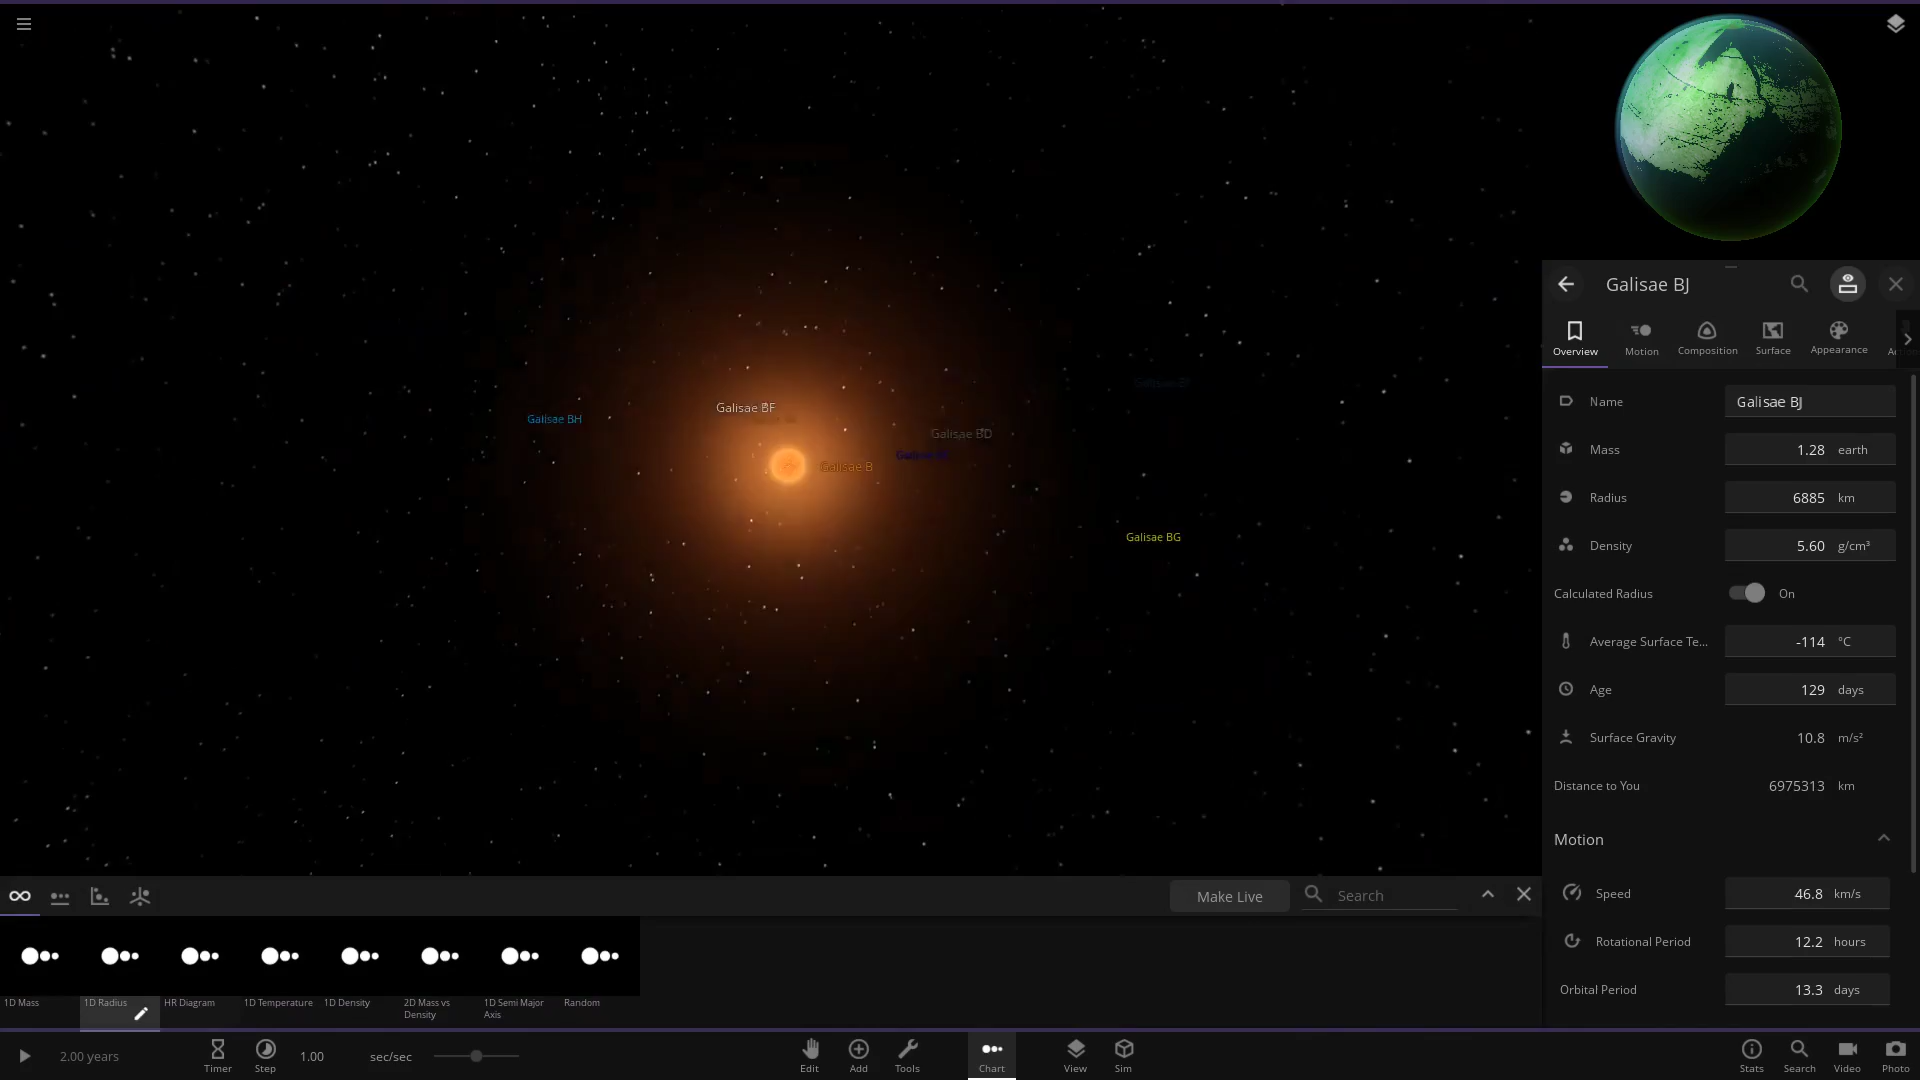 Galisae BH
Galisae BF
Galisae BD
Galisae B
Galisae BG
Galisae BJ
Overview
Motion
Composition
Surface
Appearance
Name
Galisae BJ
Mass
1.28 earth
Radius
6885 km
Density
5.60 g/cm³
Calculated Radius
On
Average Surface Te...
-114 °C
Age
129 days
Surface Gravity
10.8 m/s²
Distance to You
6975313 km
Motion
Speed
46.8 km/s
Rotational Period
12.2 hours
Orbital Period
13.3 days
Make Live
Search
1D Mass
1D Radius
HR Diagram
1D Temperature
1D Density
2D Mass vs
Density
1D Semi Major
Axis
Random
2.00 years
Timer
Step
1.00
sec/sec
Edit
Add
Tools
Chart
View
Sim
Stats
Search
Video
Photo